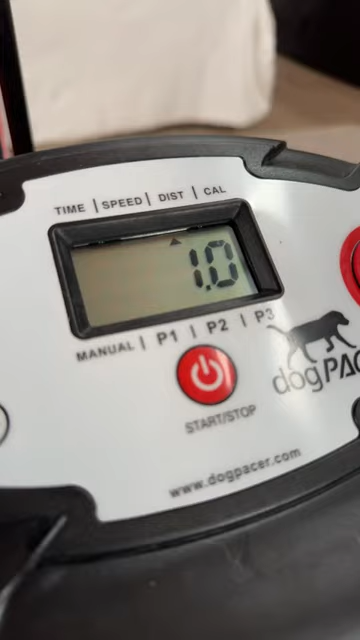 TIME | SPEED | DIST | CAL
1.0
MANUAL | P1 | P2 | P3
START/STOP
dogPAC
www.dogpacer.com